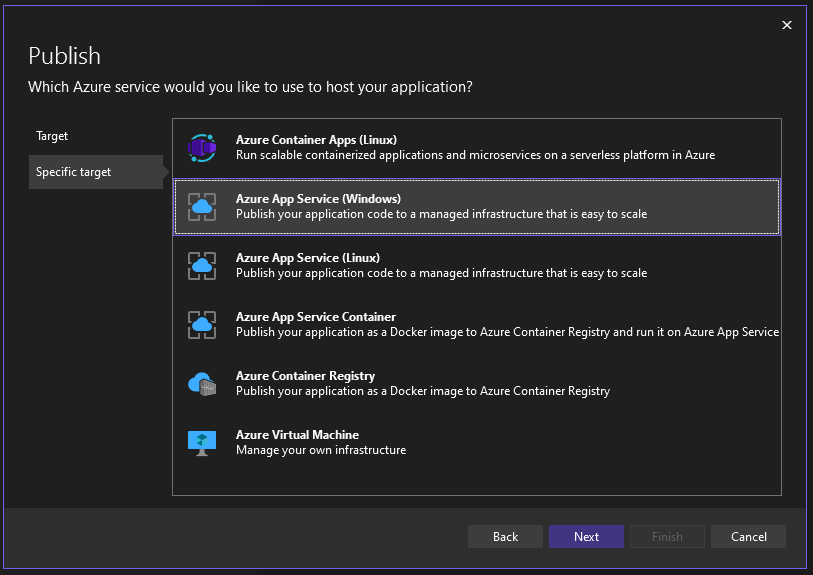 Publish
Which Azure service would you like to use to host your application?
Target
Specific target
Azure Container Apps (Linux)
Run scalable containerized applications and microservices on a serverless platform in Azure
Azure App Service (Windows)
Publish your application code to a managed infrastructure that is easy to scale
Azure App Service (Linux)
Publish your application code to a managed infrastructure that is easy to scale
Azure App Service Container
Publish your application as a Docker image to Azure Container Registry and run it on Azure App Service
Azure Container Registry
Publish your application as a Docker image to Azure Container Registry
Azure Virtual Machine
Manage your own infrastructure
Back
Next
Finish
Cancel